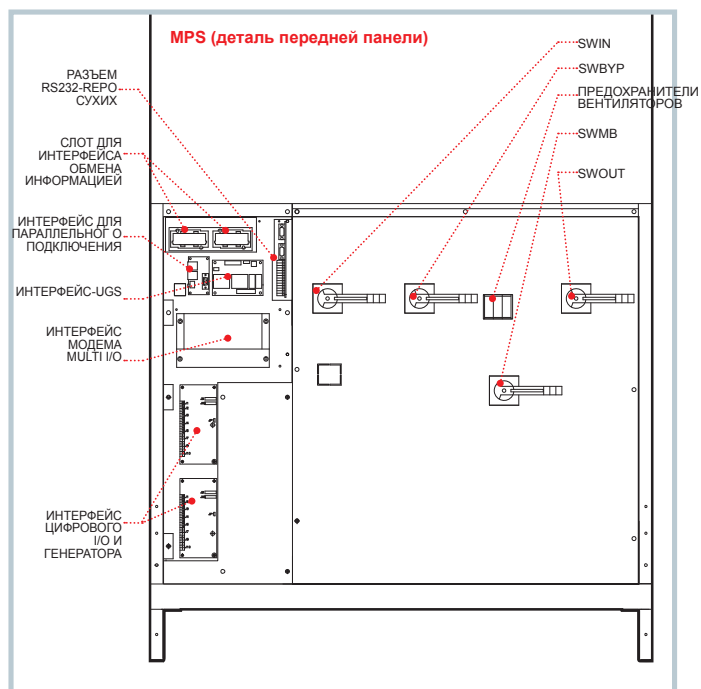 MPS (деталь передней панели)
РАЗЪЕМ
RS232-REPO
СУХИХ
СЛОТ ДЛЯ
ИНТЕРФЕЙСА
ОБМЕНА
ИНФОРМАЦИЕЙ
ИНТЕРФЕЙС ДЛЯ
ПАРАЛЛЕЛЬНОГ О
ПОДКЛЮЧЕНИЯ
ИНТЕРФЕЙС-UGS
ИНТЕРФЕЙС
МОДЕМА
MULTI I/O
ИНТЕРФЕЙС
ЦИФРОВОГО
I/O И
ГЕНЕРАТОРА
SWIN
SWBYP
ПРЕДОХРАНИТЕЛИ
ВЕНТИЛЯТОРОВ
SWMB
SWOUT